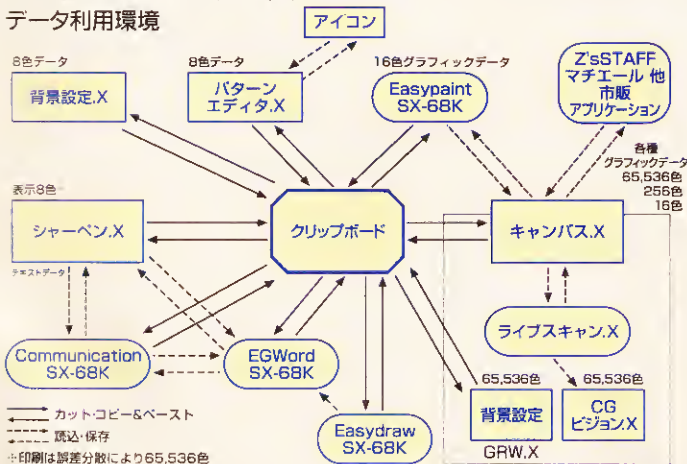 データ利用環境
アイコン
8色データ
背景設定.X
8色データ
パターン
エディタ.X
16色グラフィックデータ
Easypaint
SX-68K
Z'sSTAFF
マチエール 他
市販
アプリケーション
各種
グラフィックデータ
65,536色
256色
16色
表示8色
シャーペン.X
クリップボード
キャンバス.X
テキストデータ
ライブスキャン.X
Communication
SX-68K
EGWord
SX-68K
Easydraw
SX-68K
65,536色
背景設定
GRW.X
65,536色
CG
ビジョン.X
カット・コピー&ペースト
読込・保存
※印刷は誤差分散により65,536色